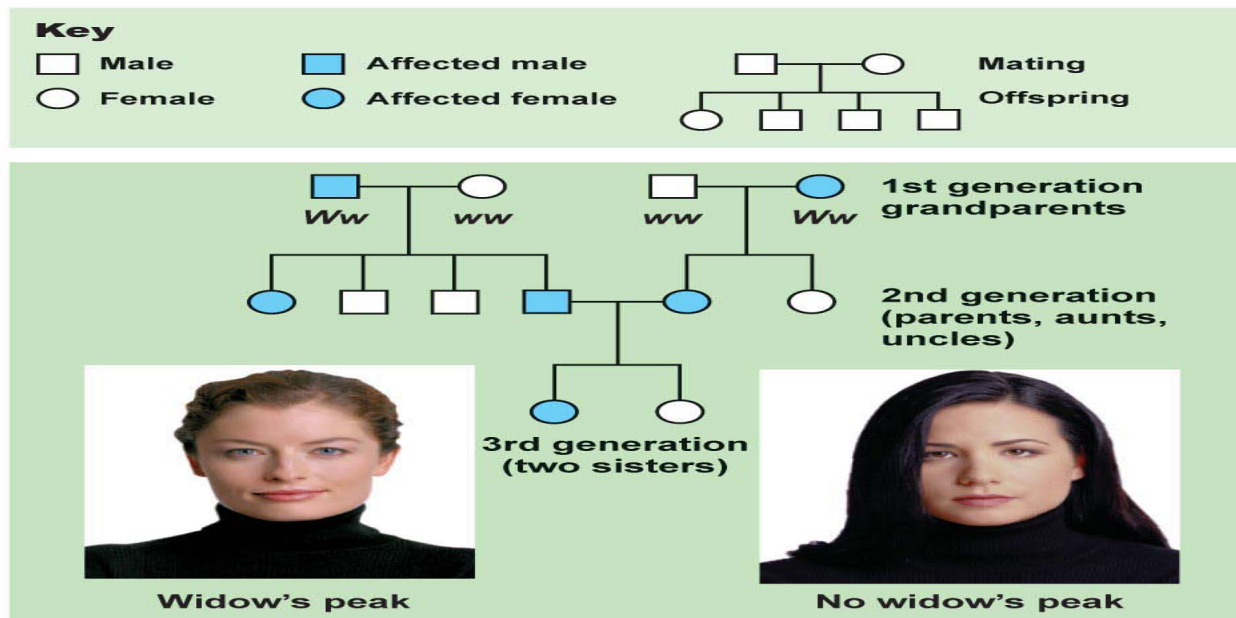 Key
Male
Affected male
Mating
Female
Affected female
Offspring
Ww
ww
ww
Ww
1st generation
grandparents
2nd generation
(parents, aunts,
uncles)
3rd generation
(two sisters)
Widow's peak
No widow's peak